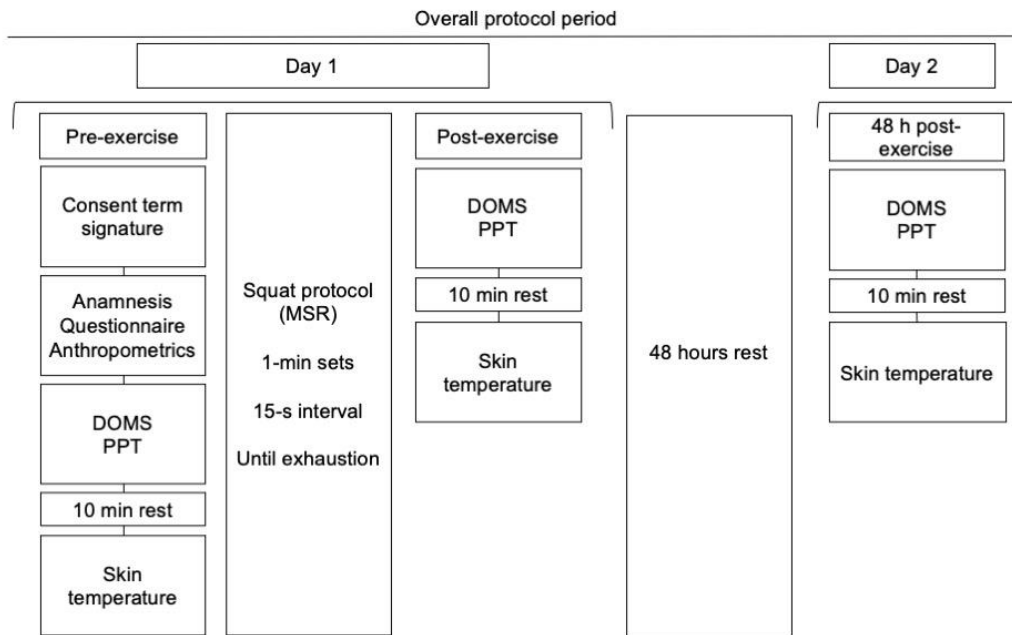 Overall protocol period
Day 1
Day 2
Pre-exercise
Consent term
signature
Anamnesis
Questionnaire
Anthropometrics
DOMS
PPT
10 min rest
Skin
temperature
Squat protocol
(MSR)
1-min sets
15-s interval
Until exhaustion
Post-exercise
DOMS
PPT
10 min rest
Skin
temperature
48 hours rest
48 h post-
exercise
DOMS
PPT
10 min rest
Skin temperature